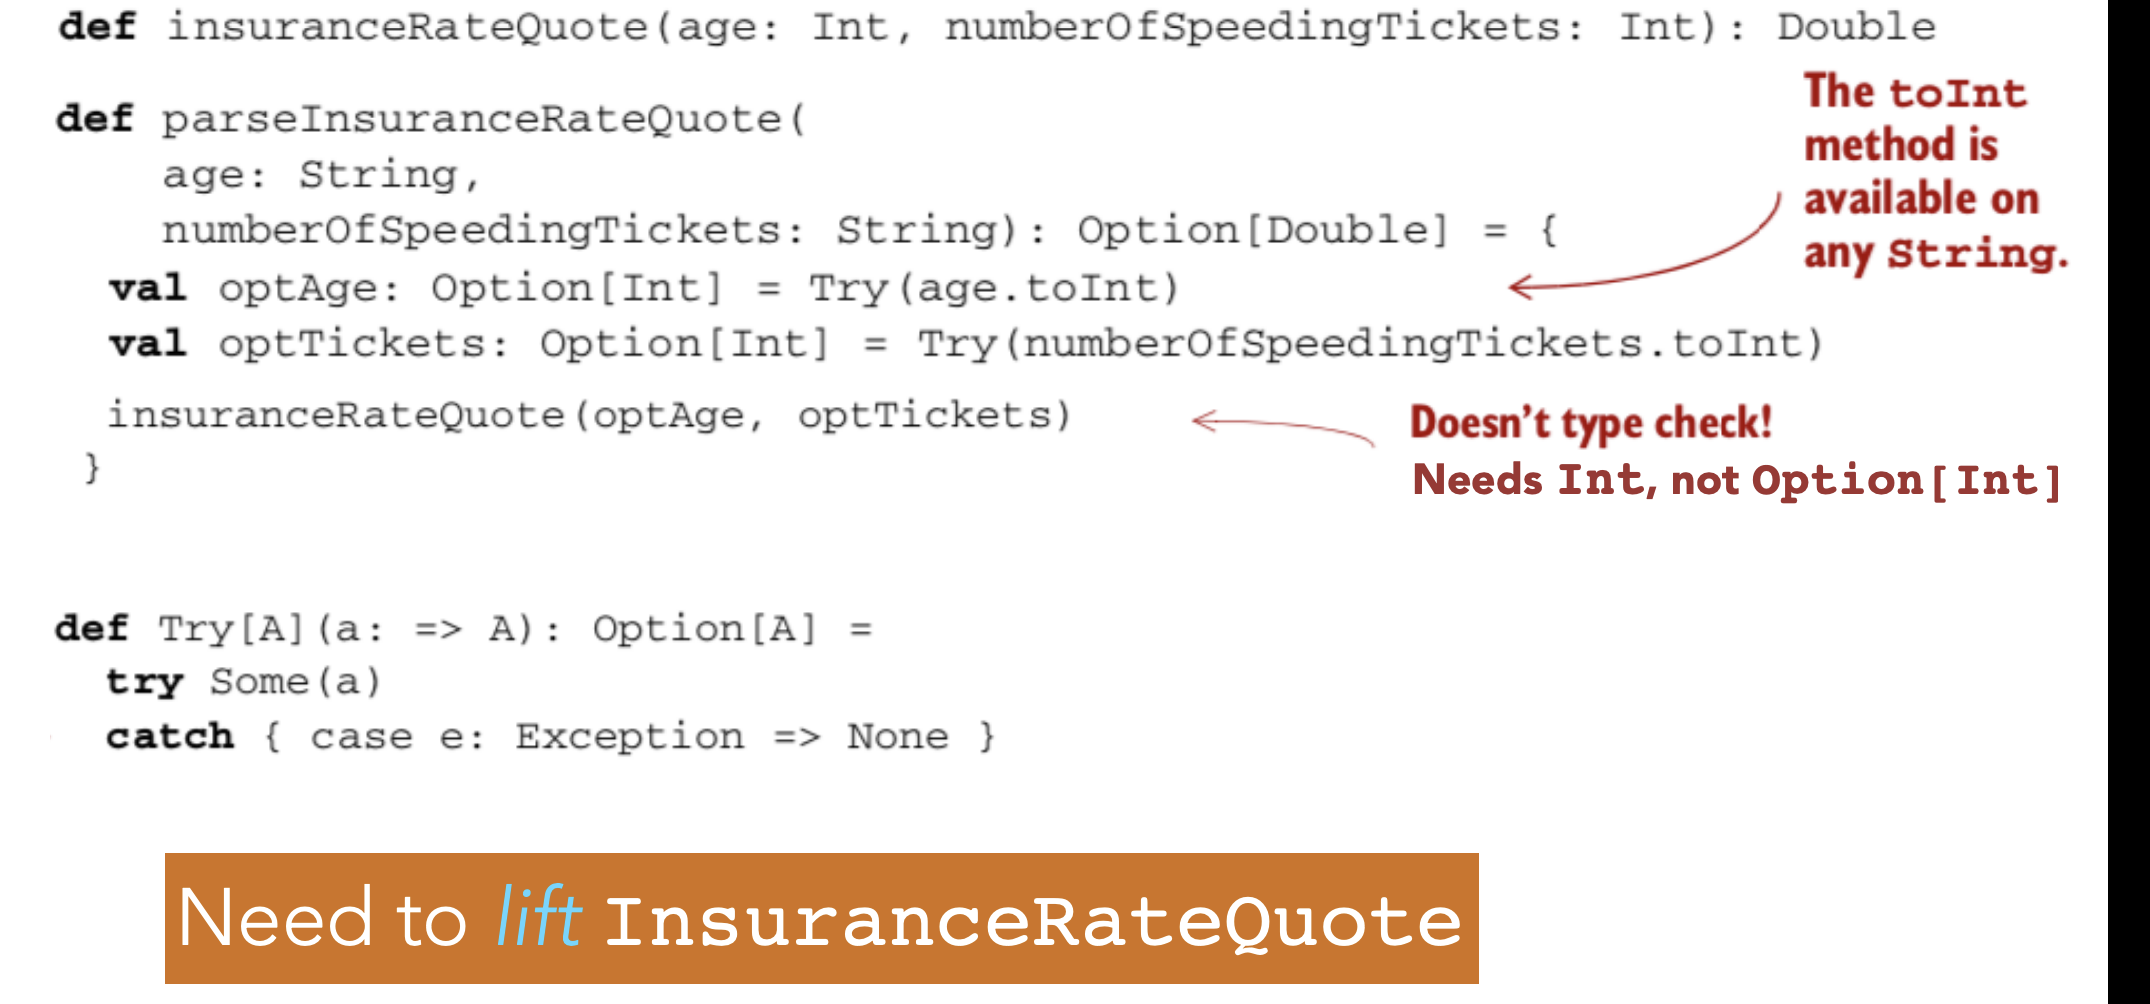 def insuranceRateQuote(age: Int, numberOfSpeedingTickets: Int): Double
def parseInsuranceRateQuote(
age: String,
numberOfSpeedingTickets: String): Option[Double] = {
val optAge: Option[Int] = Try(age.toInt)
val optTickets: Option[Int] = Try(numberOfSpeedingTickets.toInt)
insuranceRateQuote(optAge, optTickets)
}
The toInt
method is
available on
any String.
Doesn't type check!
Needs Int, not Option[Int]
def Try[A](a: => A): Option[A] =
try Some(a)
catch { case e: Exception => None }
Need to lift InsuranceRateQuote